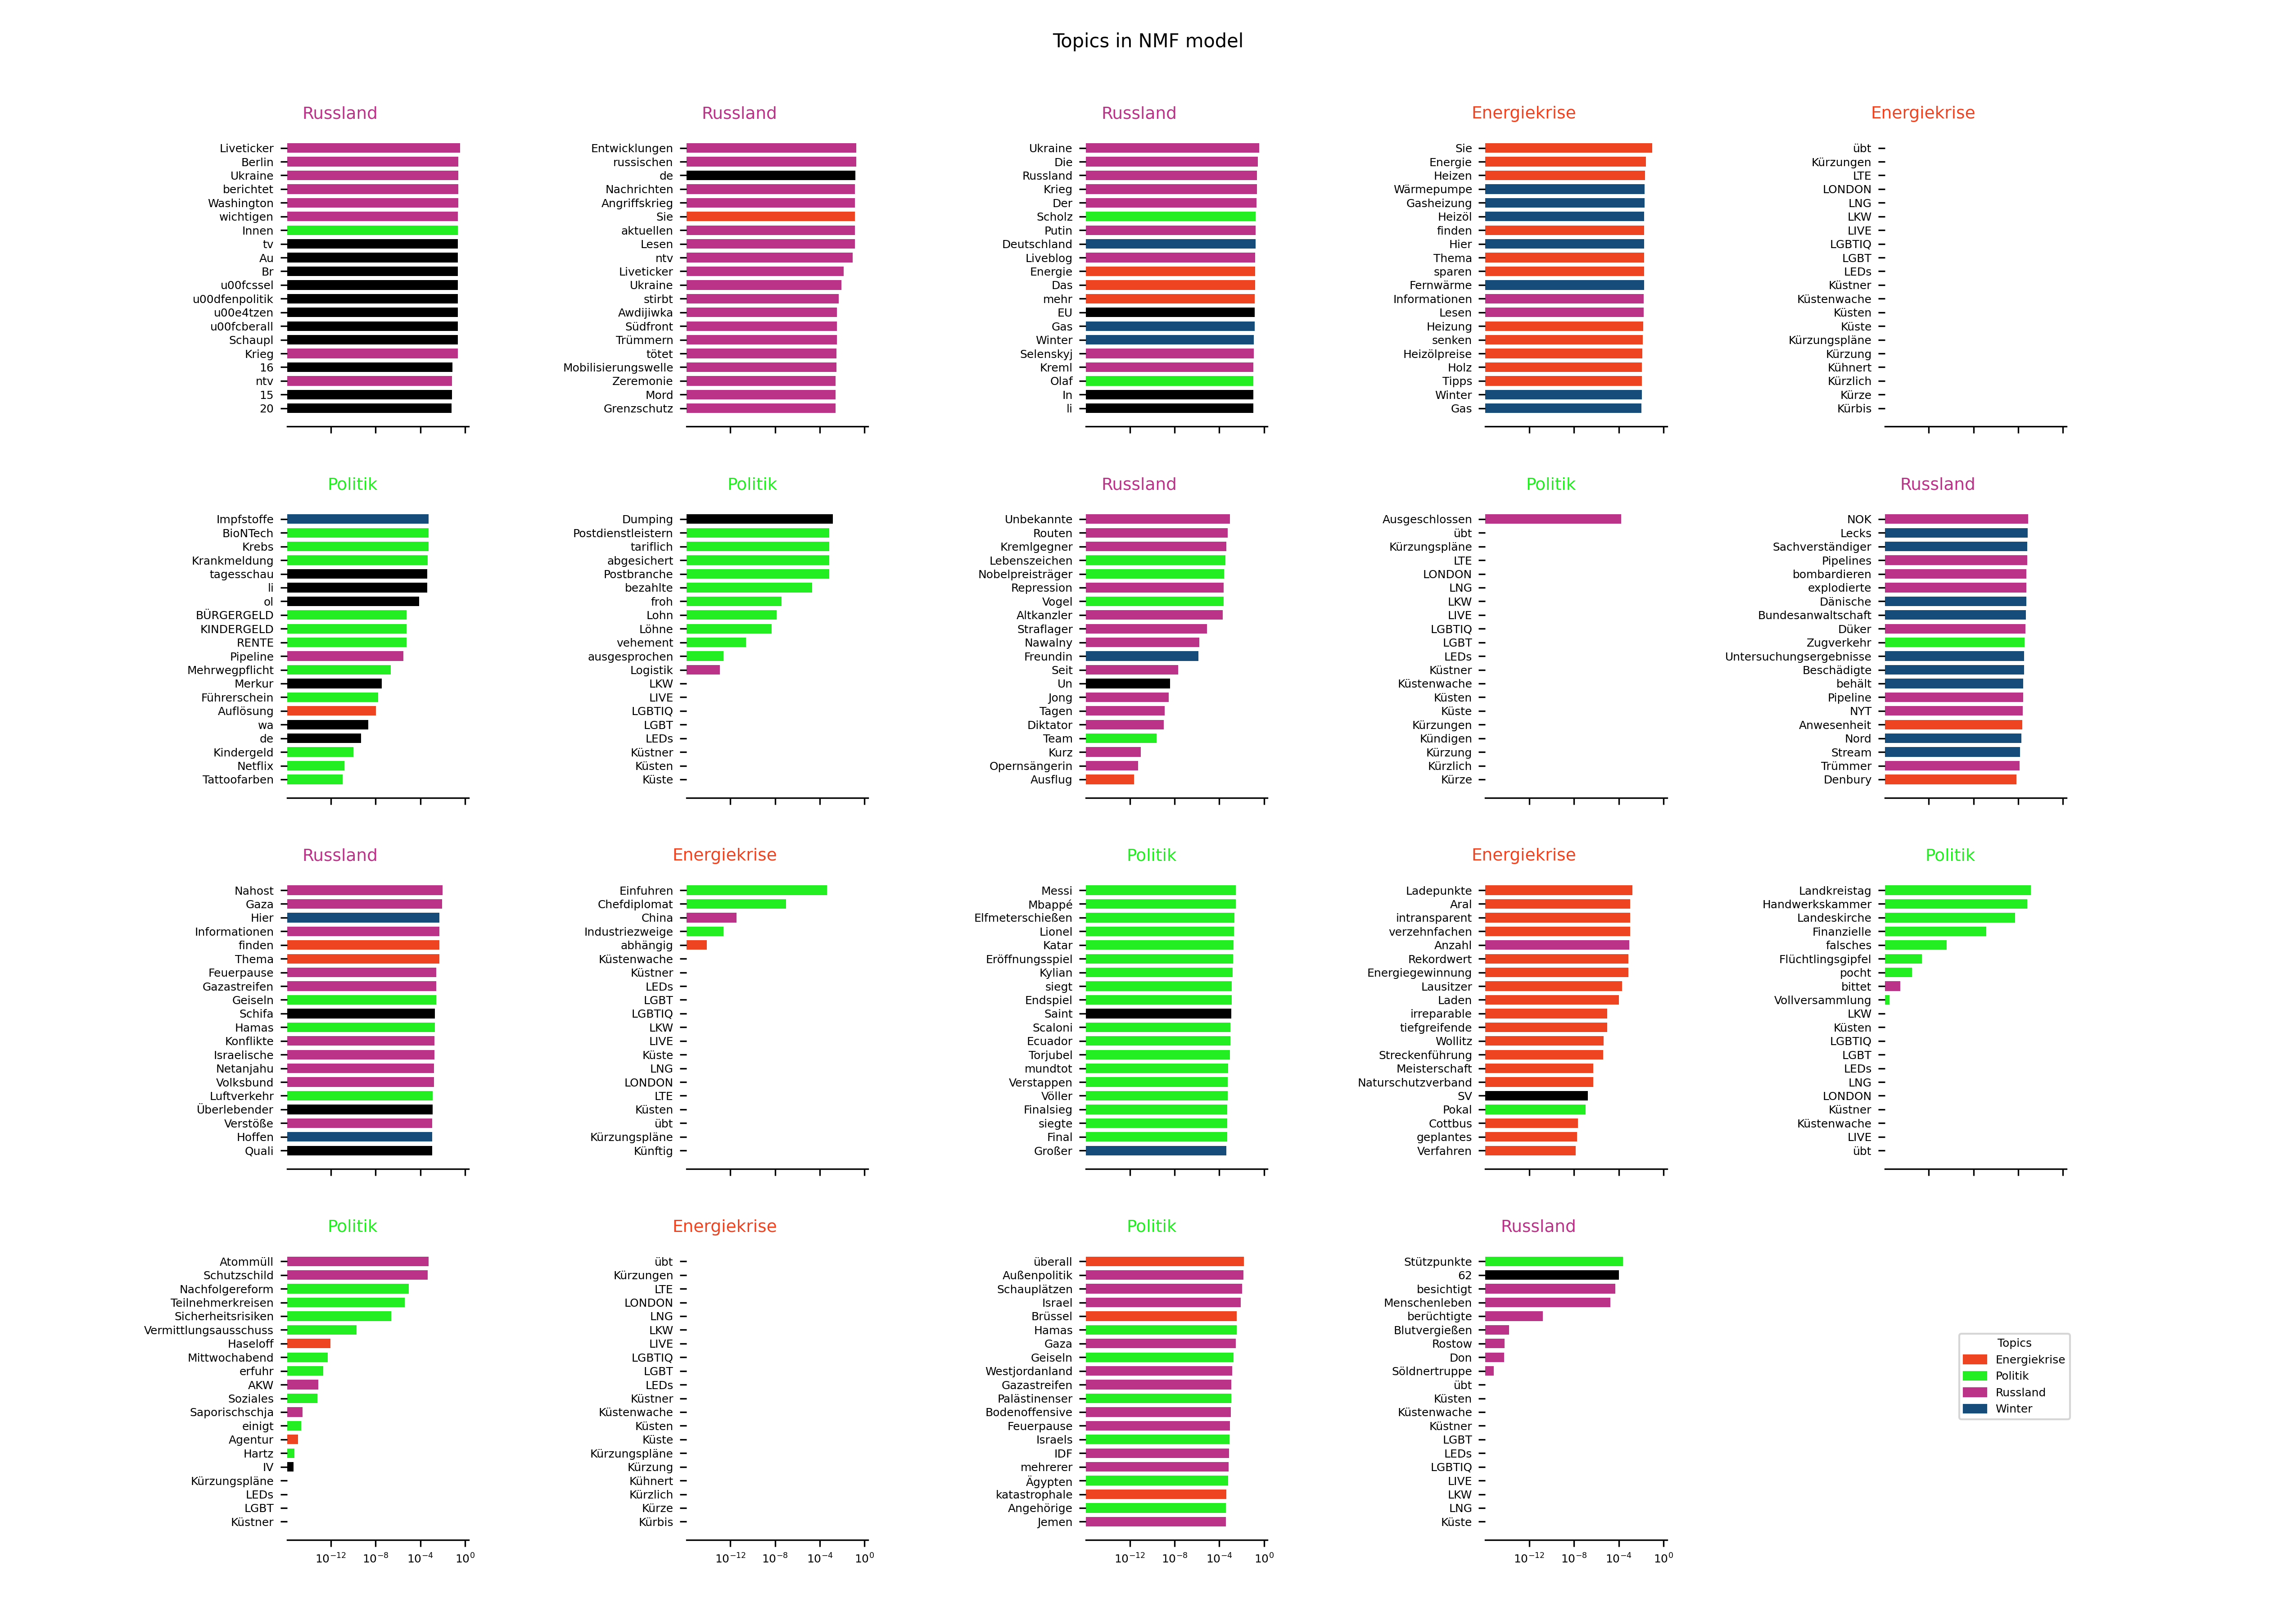 Topics in NMF model
Russland
Liveticker
Berlin
Ukraine
berichtet
Washington
wichtigen
Innen
tv
Au
Br
u00fcssel
u00dfenpolitik
u00e4tzen
u00fcberall
Schaupl
Krieg
16
ntv
15
20
Russland
Entwicklungen
russischen
de
Nachrichten
Angriffskrieg
Sie
aktuellen
Lesen
ntv
Liveticker
Ukraine
stirbt
Awdijiwka
Südfront
Trümmern
tötet
Mobilisierungswelle
Zeremonie
Mord
Grenzschutz
Russland
Ukraine
Die
Russland
Krieg
Der
Scholz
Putin
Deutschland
Liveblog
Energie
Das
mehr
EU
Gas
Winter
Selenskyj
Kreml
Olaf
In
li
Energiekrise
Sie
Energie
Heizen
Wärmepumpe
Gasheizung
Heizöl
finden
Hier
Thema
sparen
Fernwärme
Informationen
Lesen
Heizung
senken
Heizölpreise
Holz
Tipps
Winter
Gas
Energiekrise
übt
Kürzungen
LTE
LONDON
LNG
LKW
LIVE
LGBTIQ
LGBT
LEDs
Küstner
Küstenwache
Küsten
Küste
Kürzungspläne
Kürzung
Kühnert
Kürzlich
Kürze
Kürbis
Politik
Impfstoffe
BioNTech
Krebs
Krankmeldung
tagesschau
li
ol
BÜRGERGELD
KINDERGELD
RENTE
Pipeline
Mehrwegpflicht
Merkur
Führerschein
Auflösung
wa
de
Kindergeld
Netflix
Tattoofarben
Politik
Dumping
Postdienstleistern
tariflich
abgesichert
Postbranche
bezahlte
froh
Lohn
Löhne
vehement
ausgesprochen
Logistik
LKW
LIVE
LGBTIQ
LGBT
LEDs
Küstner
Küsten
Küste
Russland
Unbekannte
Routen
Kremlgegner
Lebenszeichen
Nobelpreisträger
Repression
Vogel
Altkanzler
Straflager
Nawalny
Freundin
Seit
Un
Jong
Tagen
Diktator
Team
Kurz
Opernsängerin
Ausflug
Politik
Ausgeschlossen
übt
Kürzungspläne
LTE
LONDON
LNG
LKW
LIVE
LGBTIQ
LGBT
LEDs
Küstner
Küstenwache
Küsten
Küste
Kürzungen
Kündigen
Kürzung
Kürzlich
Kürze
Russland
NOK
Lecks
Sachverständiger
Pipelines
bombardieren
explodierte
Dänische
Bundesanwaltschaft
Düker
Zugverkehr
Untersuchungsergebnisse
Beschädigte
behält
Pipeline
NYT
Anwesenheit
Nord
Stream
Trümmer
Denbury
Russland
Nahost
Gaza
Hier
Informationen
finden
Thema
Feuerpause
Gazastreifen
Geiseln
Schifa
Hamas
Konflikte
Israelische
Netanjahu
Volksbund
Luftverkehr
Überlebender
Verstöße
Hoffen
Quali
Energiekrise
Einfuhren
Chefdiplomat
China
Industriezweige
abhängig
Küstenwache
Küstner
LEDs
LGBT
LGBTIQ
LKW
LIVE
Küste
LNG
LONDON
LTE
Küsten
übt
Kürzungspläne
Künftig
Politik
Messi
Mbappé
Elfmeterschießen
Lionel
Katar
Eröffnungsspiel
Kylian
siegt
Endspiel
Saint
Scaloni
Ecuador
Torjubel
mundtot
Verstappen
Völler
Finalsieg
siegte
Final
Großer
Energiekrise
Ladepunkte
Aral
intransparent
verzehnfachen
Anzahl
Rekordwert
Energiegewinnung
Lausitzer
Laden
irreparable
tiefgreifende
Wollitz
Streckenführung
Meisterschaft
Naturschutzverband
SV
Pokal
Cottbus
geplantes
Verfahren
Politik
Landkreistag
Handwerkskammer
Landeskirche
Finanzielle
falsches
Flüchtlingsgipfel
pocht
bittet
Vollversammlung
LKW
Küsten
LGBTIQ
LGBT
LEDs
LNG
LONDON
Küstner
Küstenwache
LIVE
übt
Politik
Atommüll
Schutzschild
Nachfolgereform
Teilnehmerkreisen
Sicherheitsrisiken
Vermittlungsausschuss
Haseloff
Mittwochabend
erfuhr
AKW
Soziales
Saporischschja
einigt
Agentur
Hartz
IV
Kürzungspläne
LEDs
LGBT
Küstner
10⁻¹² 10⁻⁸ 10⁻⁴ 10⁰
Energiekrise
übt
Kürzungen
LTE
LONDON
LNG
LKW
LIVE
LGBTIQ
LGBT
LEDs
Küstner
Küstenwache
Küsten
Küste
Kürzungspläne
Kürzung
Kühnert
Kürzlich
Kürze
Kürbis
10⁻¹² 10⁻⁸ 10⁻⁴ 10⁰
Politik
überall
Außenpolitik
Schauplätzen
Israel
Brüssel
Hamas
Gaza
Geiseln
Westjordanland
Gazastreifen
Palästinenser
Bodenoffensive
Feuerpause
Israels
IDF
mehrerer
Ägypten
katastrophale
Angehörige
Jemen
10⁻¹² 10⁻⁸ 10⁻⁴ 10⁰
Russland
Stützpunkte
62
besichtigt
Menschenleben
berüchtigte
Blutvergießen
Rostow
Don
Söldnertruppe
übt
Küsten
Küstenwache
Küstner
LGBT
LEDs
LGBTIQ
LIVE
LKW
LNG
Küste
10⁻¹² 10⁻⁸ 10⁻⁴ 10⁰
Topics
Energiekrise
Politik
Russland
Winter